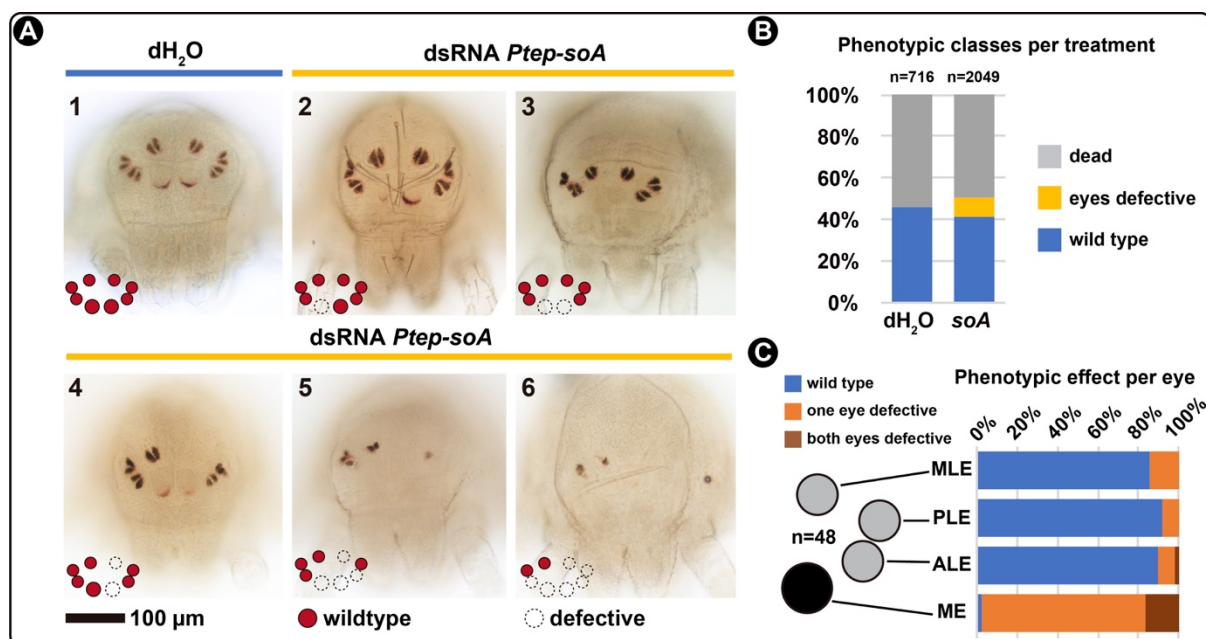 A
dH2O
dsRNA Ptep-soA
1
2
3
dsRNA Ptep-soA
4
5
6
100 µm
wildtype
defective
B
Phenotypic classes per treatment
n=716
n=2049
100%
80%
60%
40%
20%
0%
dH2O
soA
dead
eyes defective
wild type
C
Phenotypic effect per eye
wild type
one eye defective
both eyes defective
0%
20%
40%
60%
80%
100%
MLE
PLE
n=48
ALE
ME